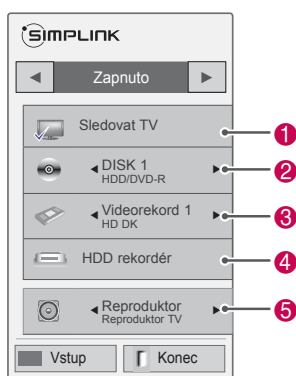 SIMPLINK
◄ Zapnuto ►
Sledovat TV
1
◄ DISK 1 ►
HDD/DVD-R
2
◄ Videorekord 1 ►
HD DK
3
HDD rekordér
4
◄ Reproduktor ►
Reproduktor TV
5
Vstup
Konec